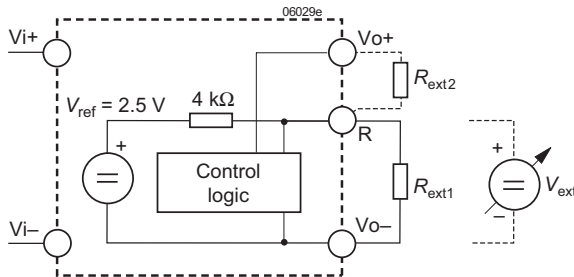 06029e
Vi+
Vo+
Rext2
Vref = 2.5 V
4 kΩ
R
+
Control
logic
Rext1
+
–
Vext
Vi–
Vo–